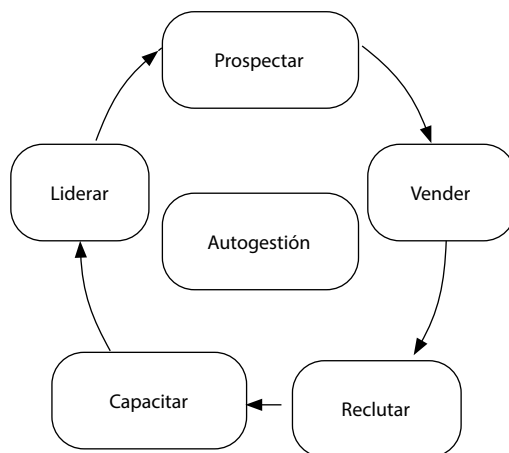 Prospectar
Liderar
Vender
Autogestión
Capacitar
Reclutar